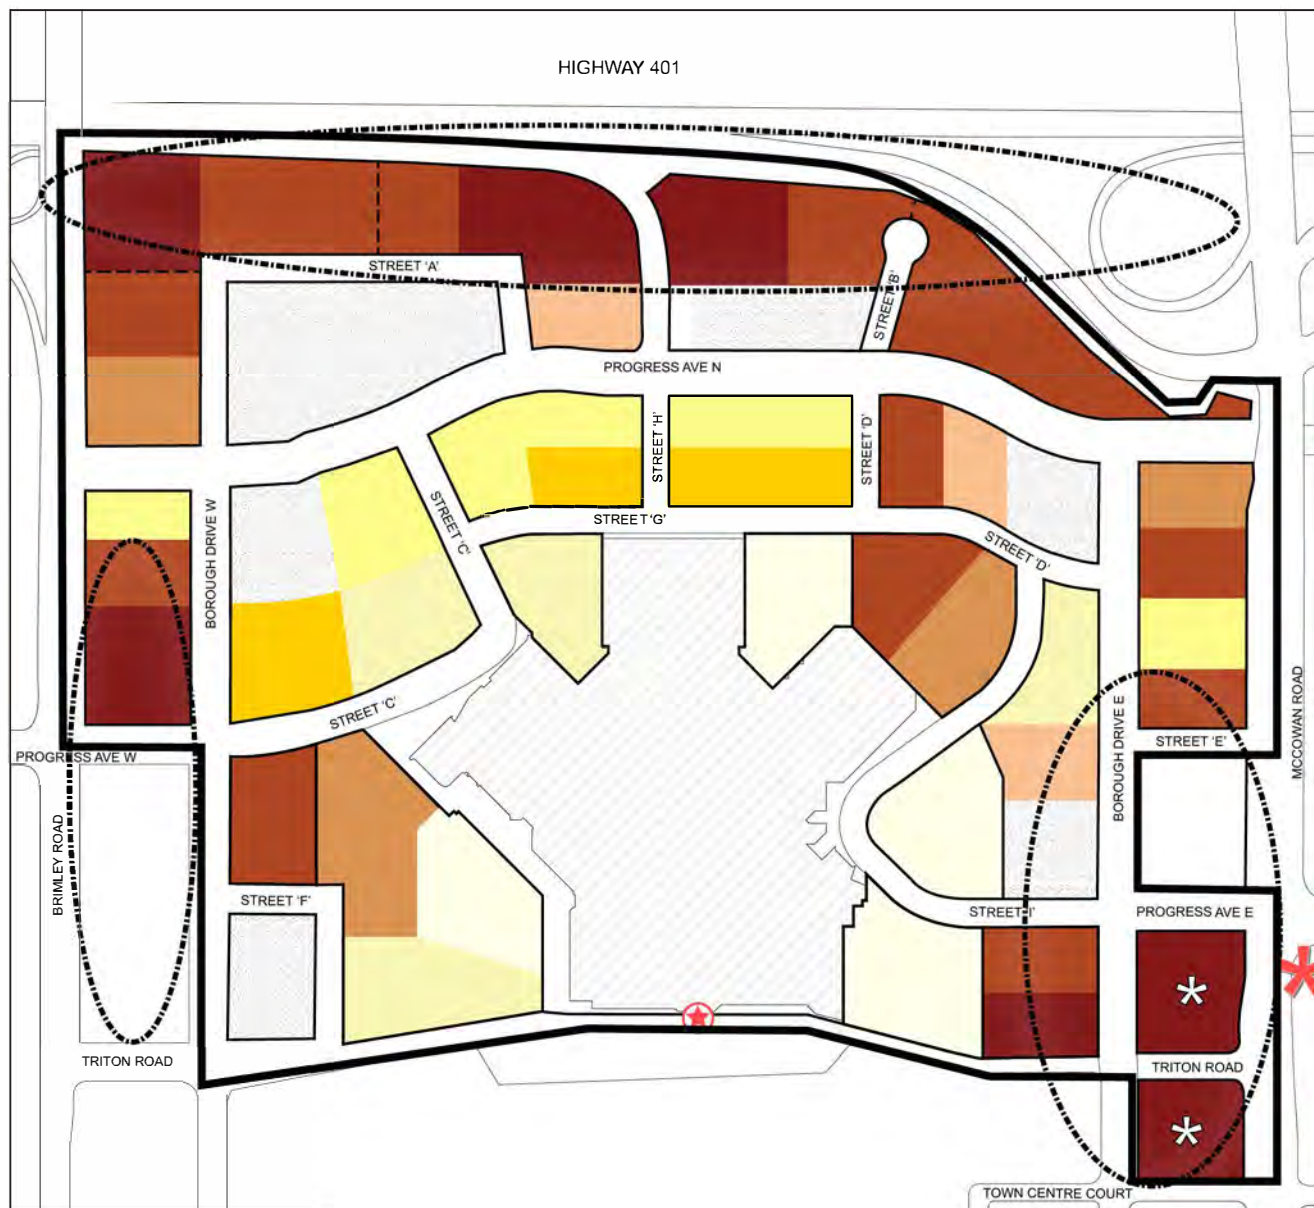 HIGHWAY 401
STREET 'A'
STREET 'B'
PROGRESS AVE N
STREET 'H'
STREET 'D'
STREET 'C'
STREET 'G'
BOROUGH DRIVE W
STREET 'D'
STREET 'C'
BOROUGH DRIVE E
STREET 'E'
MCCOWAN ROAD
PROGRESS AVE W
BRIMLEY ROAD
STREET 'F'
STREET 'I'
PROGRESS AVE E
TRITON ROAD
TRITON ROAD
TOWN CENTRE COURT